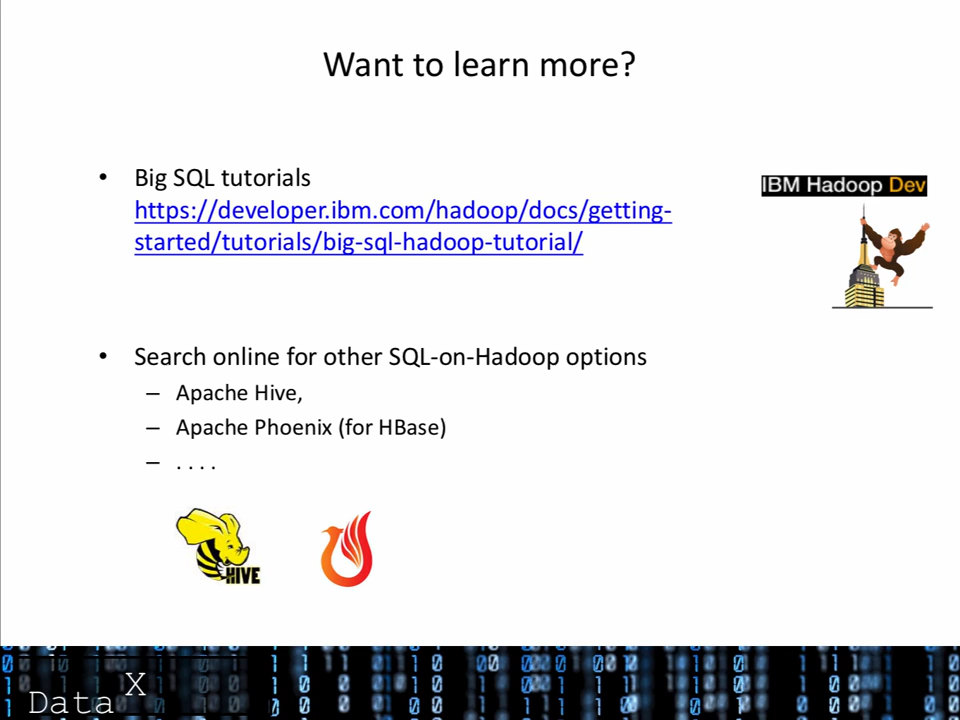 Want to learn more?
• Big SQL tutorials
https://developer.ibm.com/hadoop/docs/getting-
started/tutorials/big-sql-hadoop-tutorial/
IBM Hadoop Dev
• Search online for other SQL-on-Hadoop options
– Apache Hive,
– Apache Phoenix (for HBase)
– . . . .
HIVE
Data X